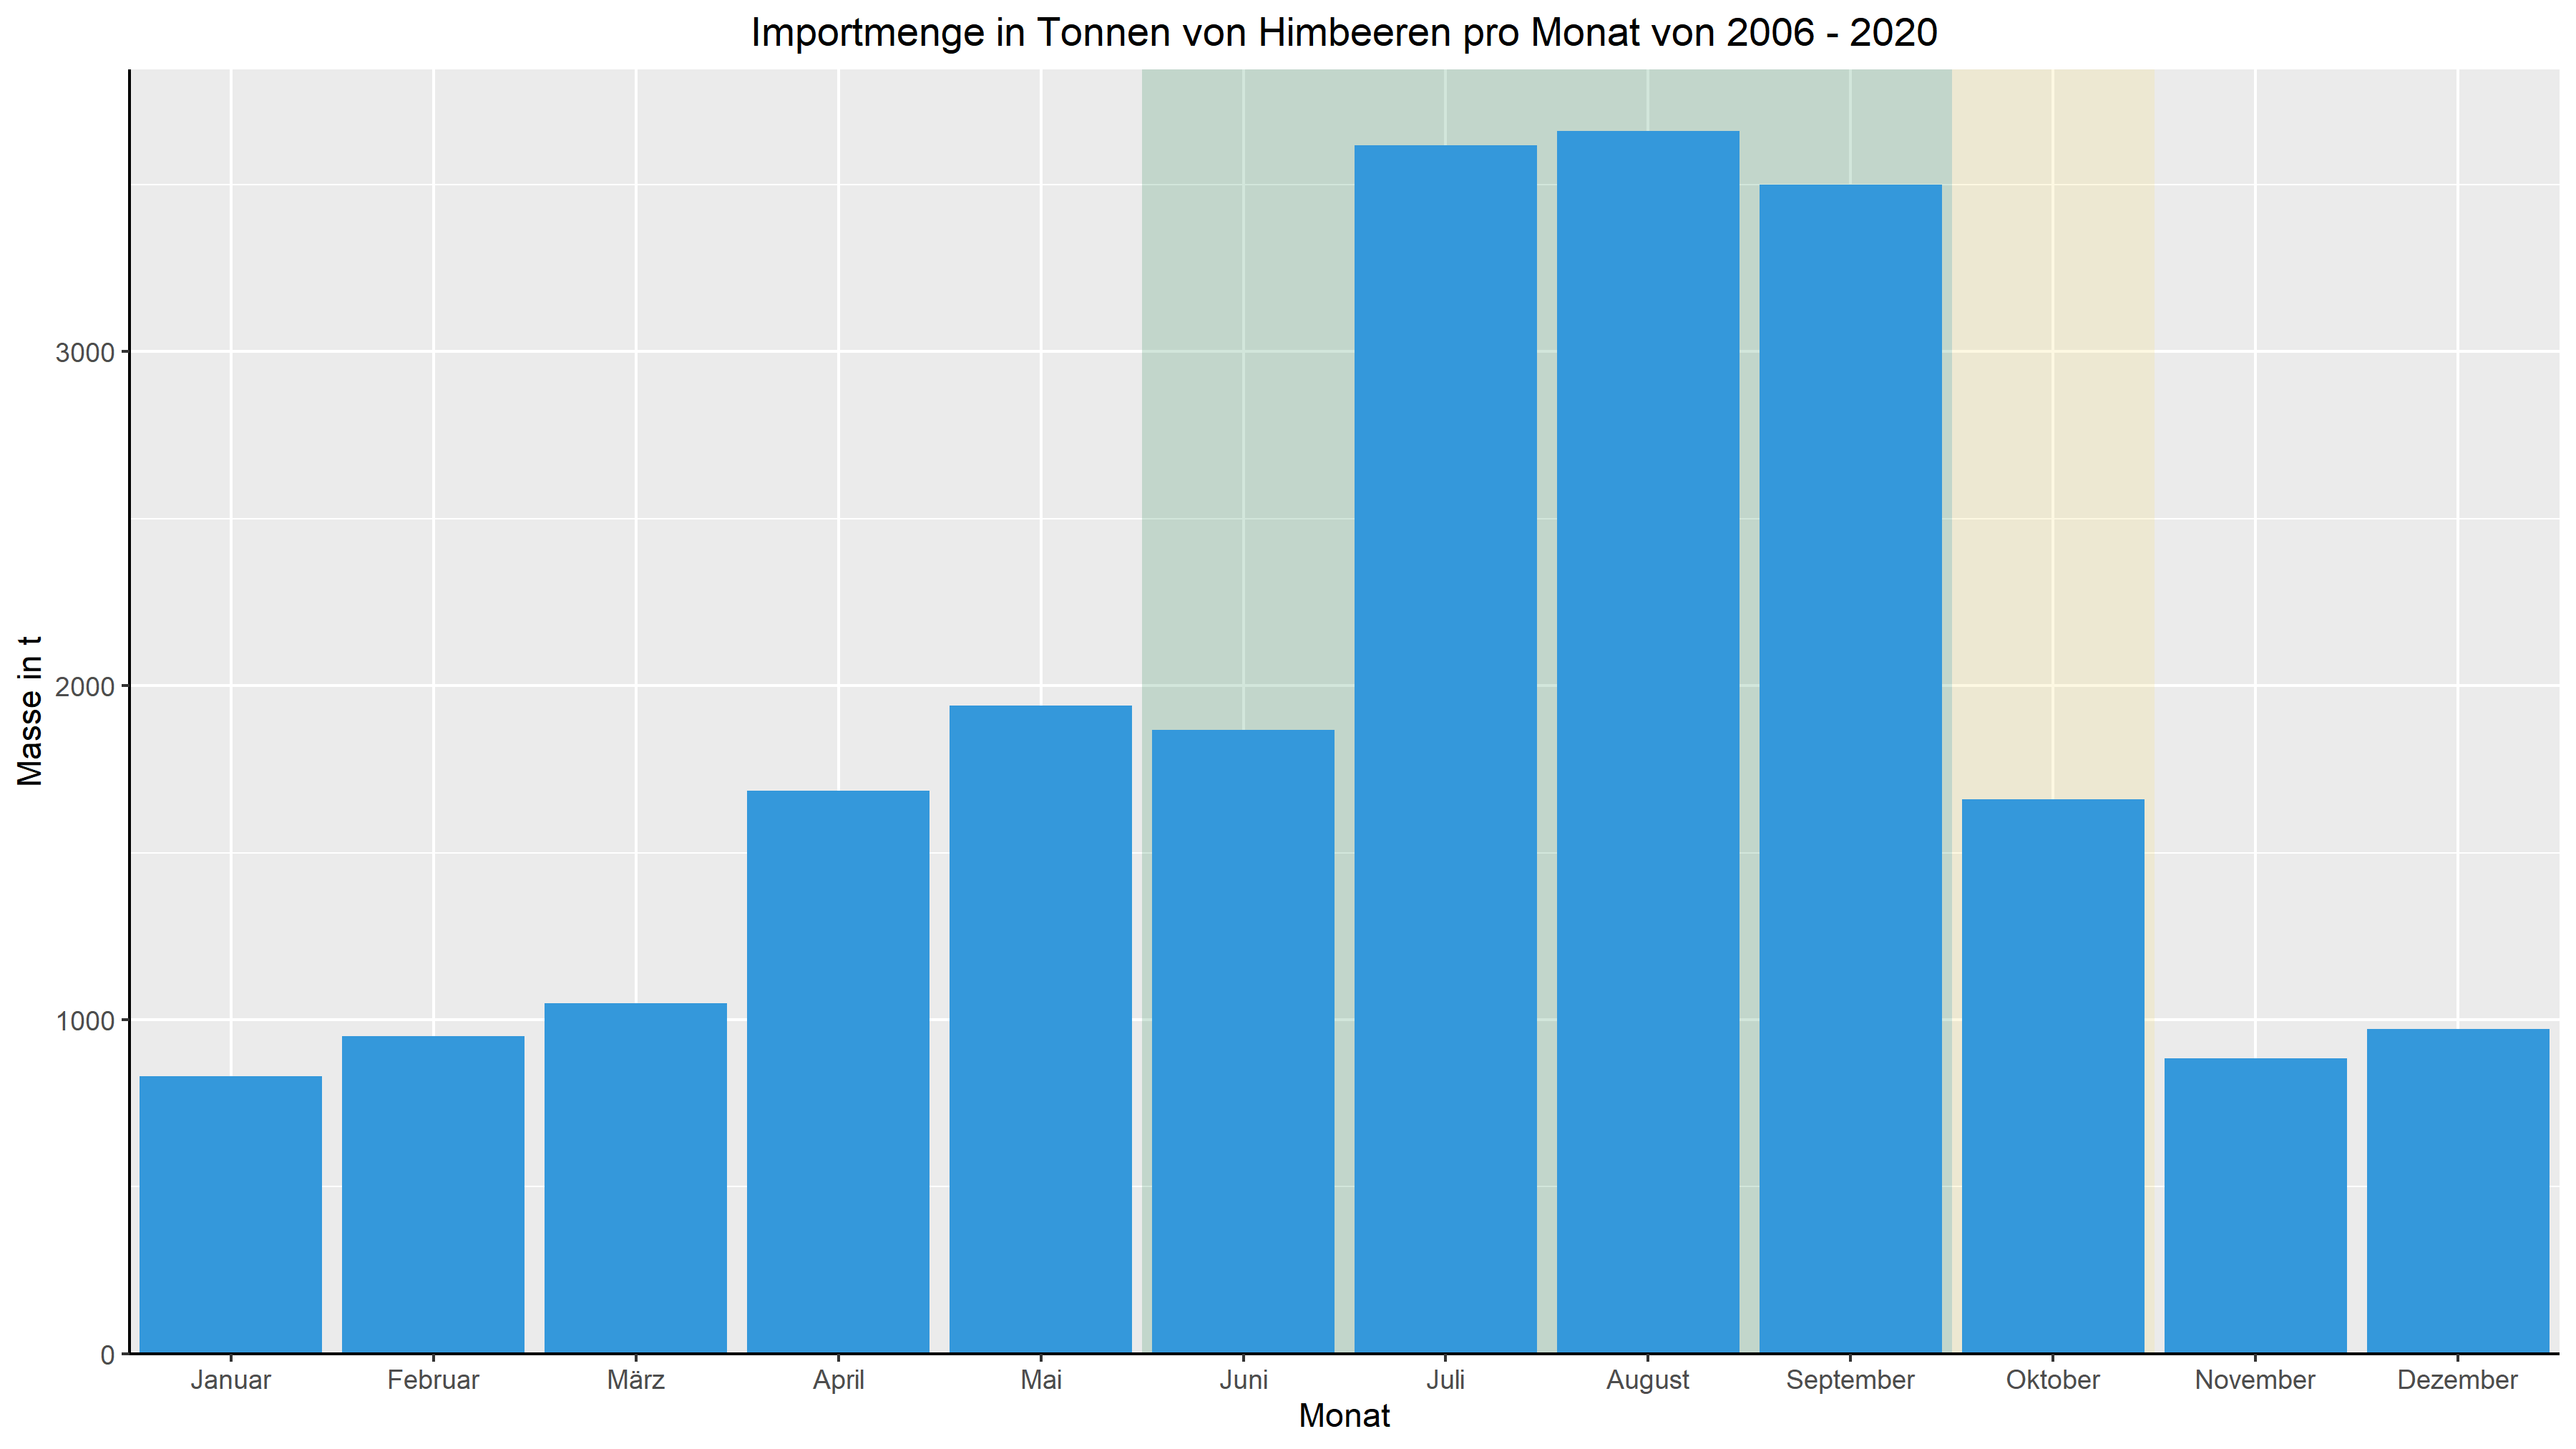 Importmenge in Tonnen von Himbeeren pro Monat von 2006 - 2020
Masse in t
3000
2000
1000
0
Januar Februar März April Mai Juni Juli August September Oktober November Dezember
Monat